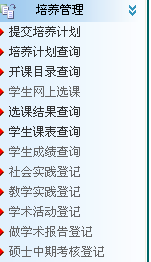 培养管理
提交培养计划
培养计划查询
开课目录查询
学生网上选课
选课结果查询
学生课表查询
学生成绩查询
社会实践登记
教学实践登记
学术活动登记
做学术报告登记
硕士中期考核登记